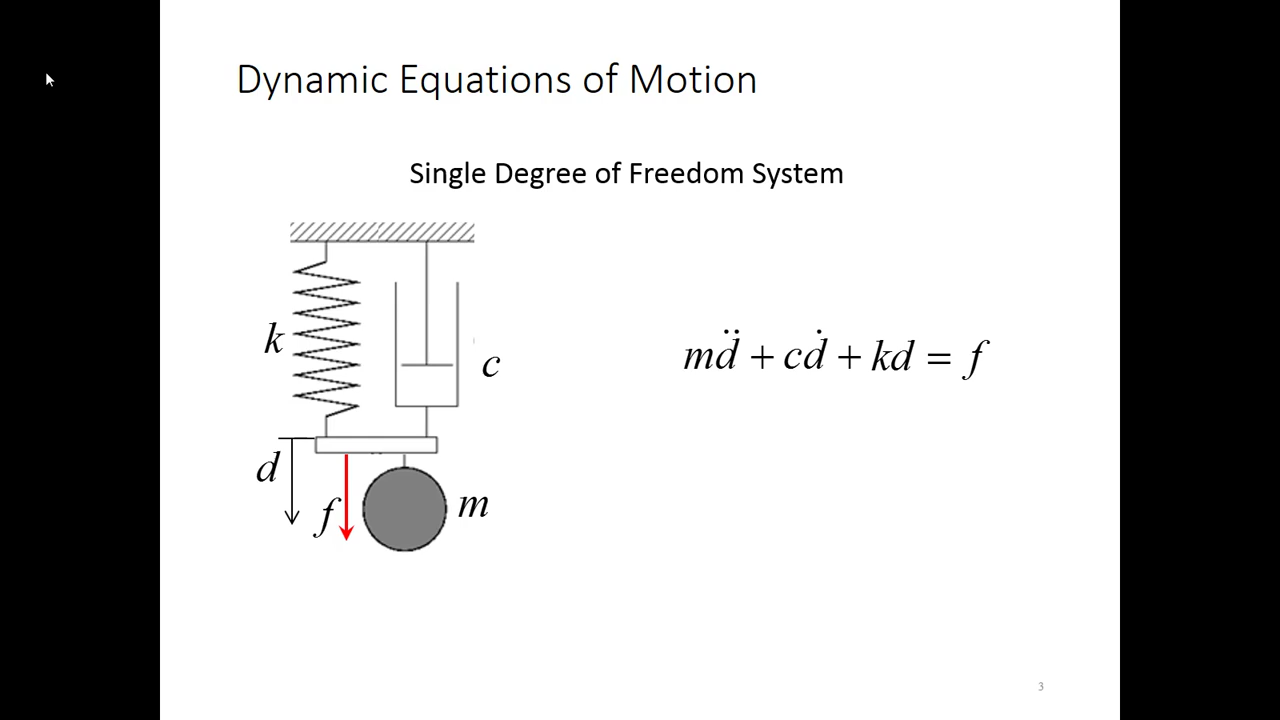 Dynamic Equations of Motion
Single Degree of Freedom System
k
c
md̈ + cḋ + kd = f
d
f
m
3